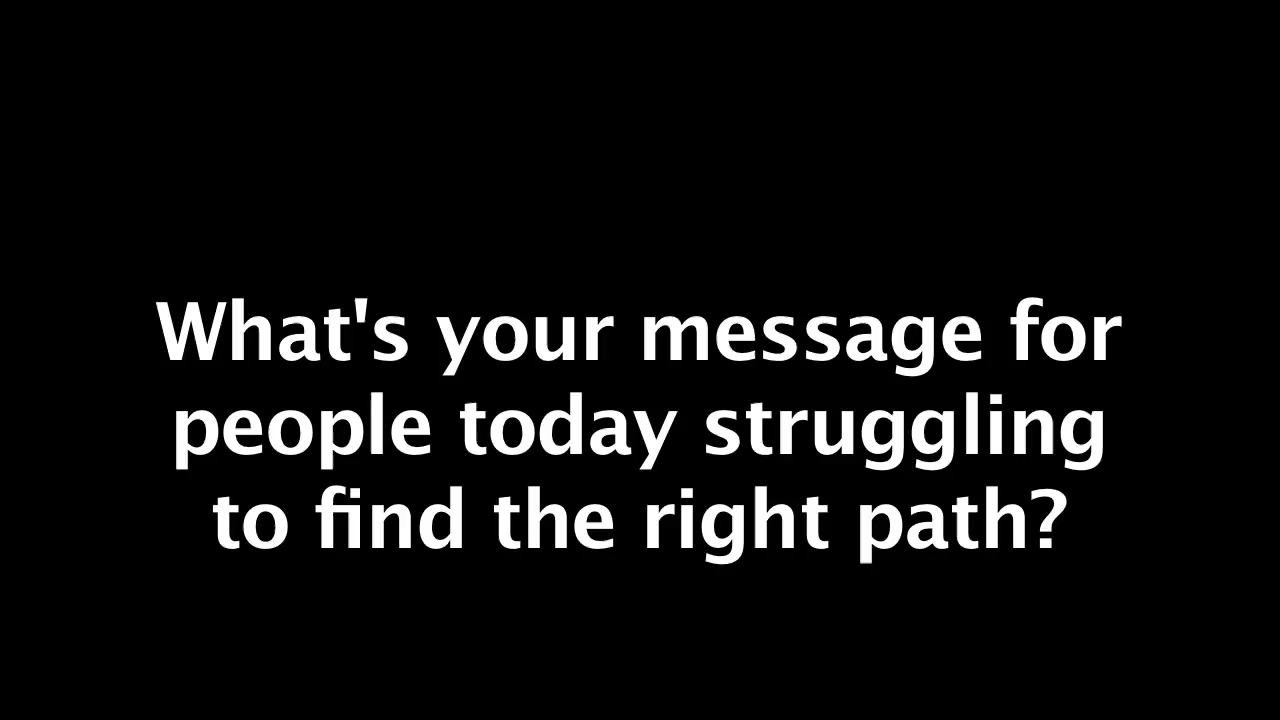 What's your message for
people today struggling
to find the right path?